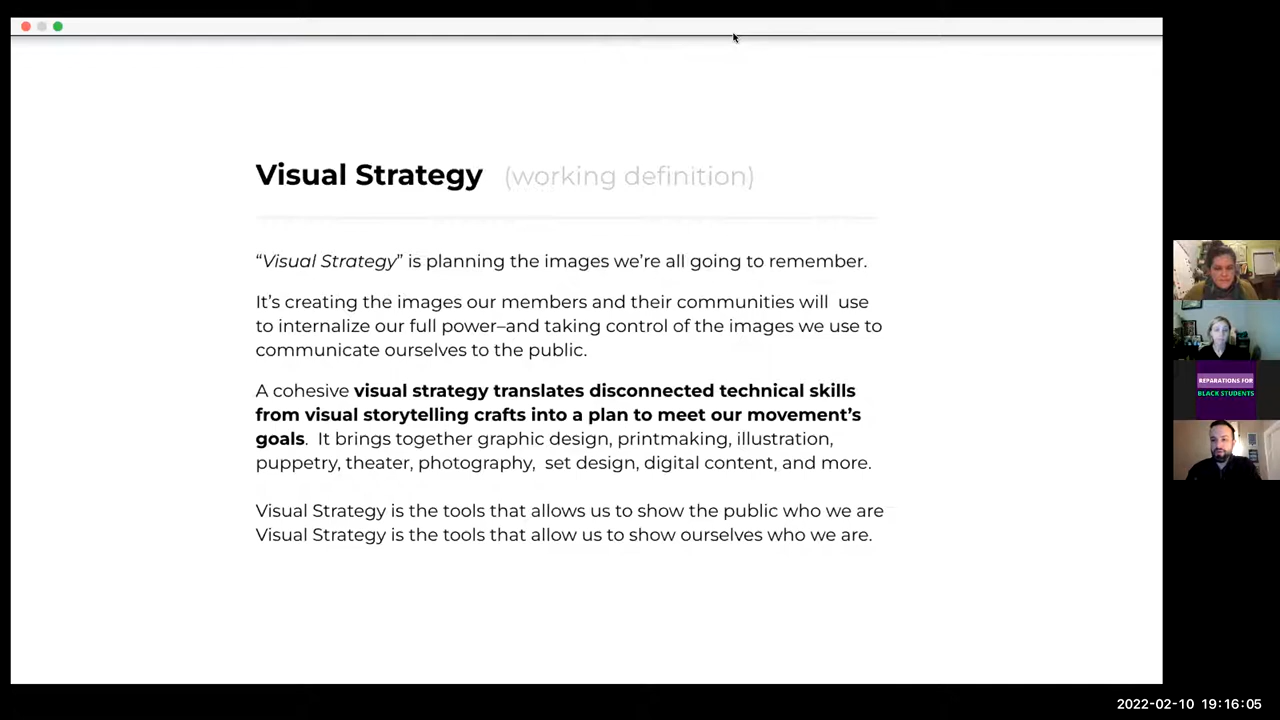 Visual Strategy (working definition)
“Visual Strategy” is planning the images we’re all going to remember.
It’s creating the images our members and their communities will  use
to internalize our full power–and taking control of the images we use to
communicate ourselves to the public.
A cohesive visual strategy translates disconnected technical skills
from visual storytelling crafts into a plan to meet our movement’s
goals.  It brings together graphic design, printmaking, illustration,
puppetry, theater, photography,  set design, digital content, and more.
Visual Strategy is the tools that allows us to show the public who we are
Visual Strategy is the tools that allow us to show ourselves who we are.
REPARATIONS FOR
BLACK STUDENTS
2022-02-10 19:16:05